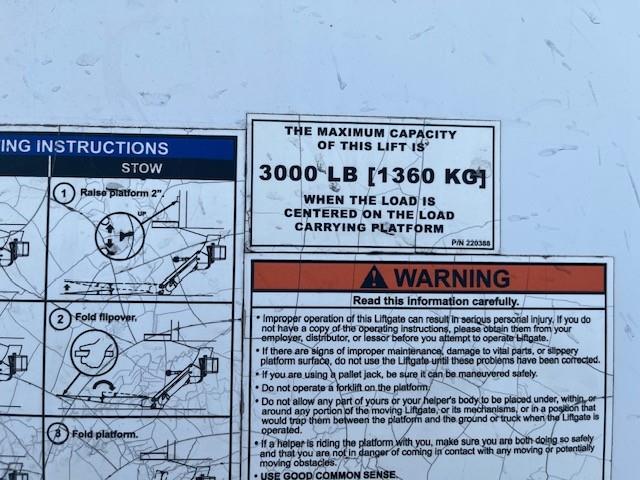 ING INSTRUCTIONS
STOW
1 Raise platform 2".
UP
2 Fold flipover.
3 Fold platform.
THE MAXIMUM CAPACITY
OF THIS LIFT IS
3000 LB [1360 KG]
WHEN THE LOAD IS
CENTERED ON THE LOAD
CARRYING PLATFORM
P/N 220388
WARNING
Read this information carefully.
• Improper operation of this Liftgate can result in serious personal injury. If you do
not have a copy of the operating instructions, please obtain them from your
employer, distributor, or lessor before you attempt to operate Liftgate.
• If there are signs of improper maintenance, damage to vital parts, or slippery
platform surface, do not use the Liftgate until these problems have been corrected.
• If you are using a pallet jack, be sure it can be maneuvered safely.
• Do not operate a forklift on the platform.
• Do not allow any part of yours or your helper's body to be placed under, within, or
around any portion of the moving Liftgate, or its mechanisms, or in a position that
would trap them between the platform and the ground or truck when the Liftgate is
operated.
• If a helper is riding the platform with you, make sure you are both doing so safely
and that you are not in danger of coming in contact with any moving or potentially
moving obstacles.
• USE GOOD COMMON SENSE.